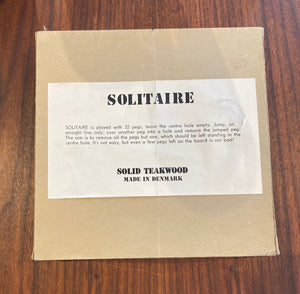 SOLITAIRE
SOLITAIRE is played with 32 pegs, leave the centre hole empty. Jump, on
straight line only, over another peg into a hole and remove the jumped peg.
The aim is to remove all the pegs but one, which should be left standing in the
centre hole. It's not easy, but even a few pegs left on the board is not bad!
SOLID TEAKWOOD
MADE IN DENMARK